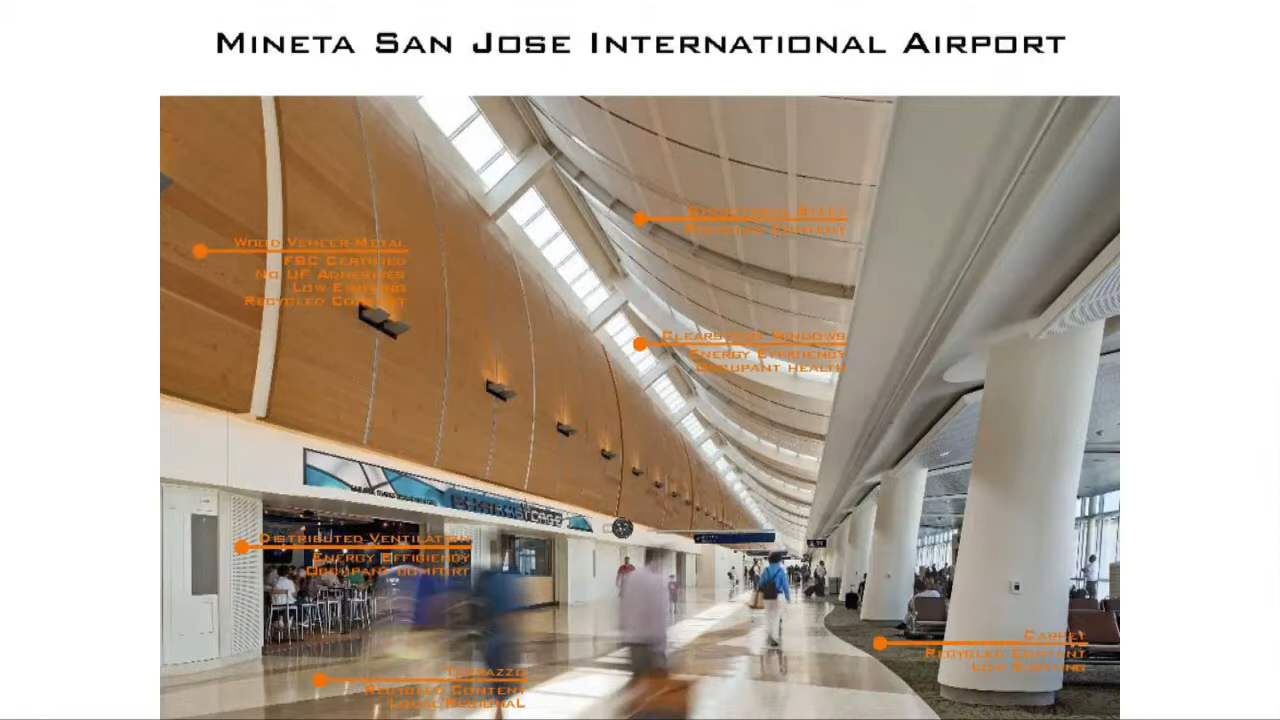 Mineta San Jose International Airport
Structural Steel
Recycled Content
Wood Veneer Metal
FSC Certified
No UF Adhesives
Low Emitting
Recycled Content
Clearstory Windows
Energy Efficiency
Occupant health
Distributed Ventilation
Energy Efficiency
Occupant comfort
Carpet
Recycled Content
Low Emitting
Terrazzo
Recycled Content
Local Regional